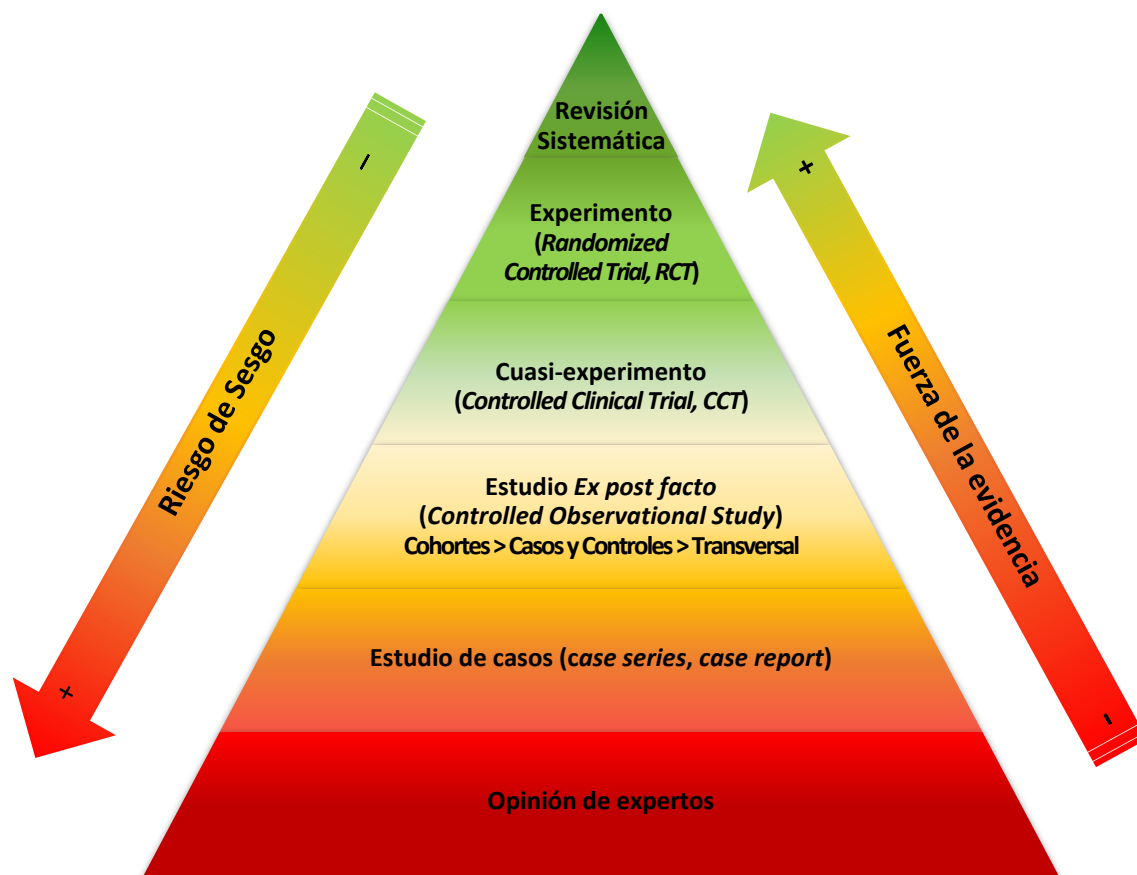 Revisión
Sistemática
Experimento
(Randomized
Controlled Trial, RCT)
Cuasi-experimento
(Controlled Clinical Trial, CCT)
Estudio Ex post facto
(Controlled Observational Study)
Cohortes > Casos y Controles > Transversal
Estudio de casos (case series, case report)
Opinión de expertos
–
Riesgo de Sesgo
+
+
Fuerza de la evidencia
-